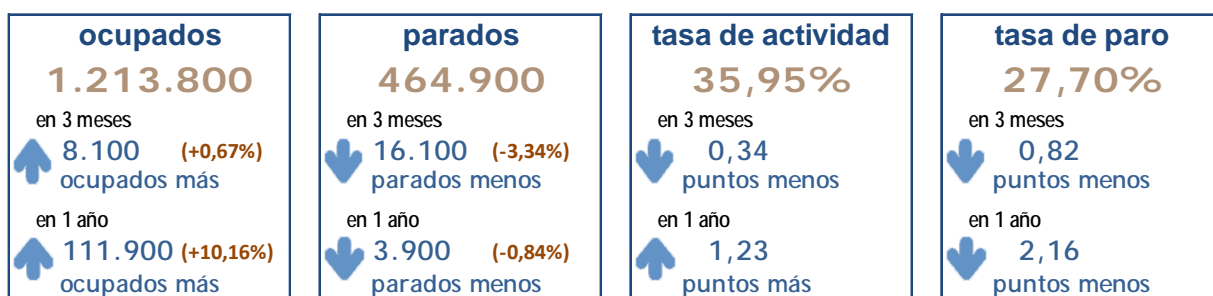 ocupados
1.213.800
en 3 meses
8.100 (+0,67%)
ocupados más
en 1 año
111.900 (+10,16%)
ocupados más
parados
464.900
en 3 meses
16.100 (-3,34%)
parados menos
en 1 año
3.900 (-0,84%)
parados menos
tasa de actividad
35,95%
en 3 meses
0,34
puntos menos
en 1 año
1,23
puntos más
tasa de paro
27,70%
en 3 meses
0,82
puntos menos
en 1 año
2,16
puntos menos